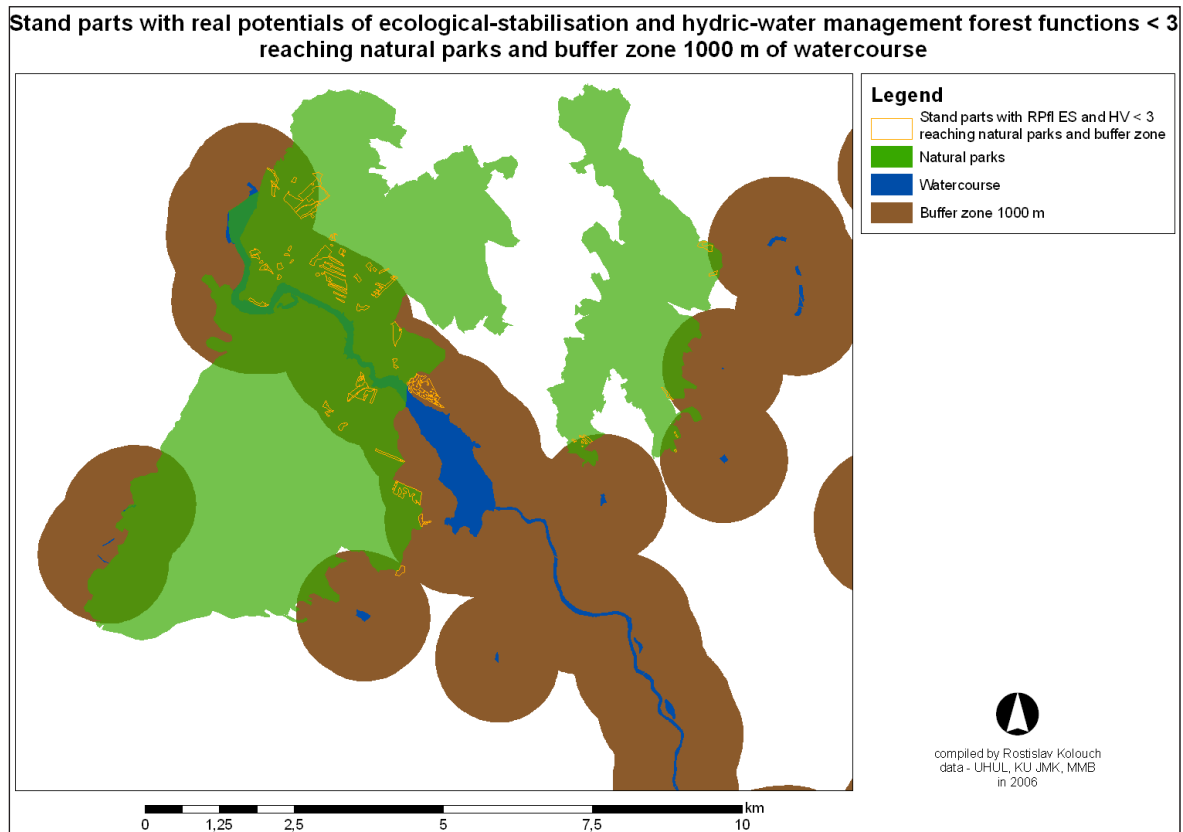 Stand parts with real potentials of ecological-stabilisation and hydric-water management forest functions < 3
reaching natural parks and buffer zone 1000 m of watercourse
Legend
Stand parts with RPfl ES and HV < 3
reaching natural parks and buffer zone
Natural parks
Watercourse
Buffer zone 1000 m
compiled by Rostislav Kolouch
data - UHUL, KU JMK, MMB
in 2006
km
0 1,25 2,5 5 7,5 10